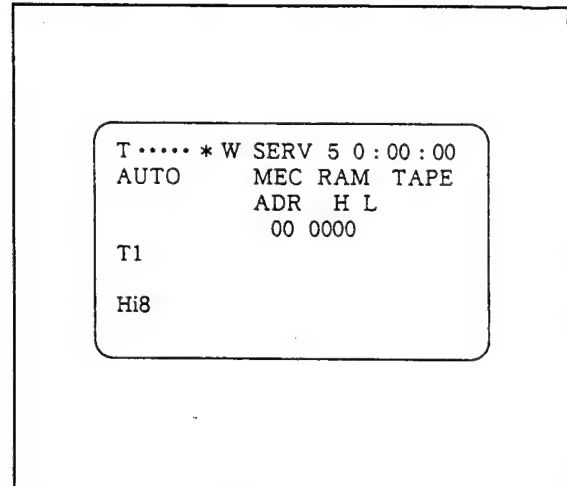 T ····· * W SERV 5 0 : 00 : 00
AUTO MEC RAM TAPE
ADR H L
00 0000
T1
Hi8